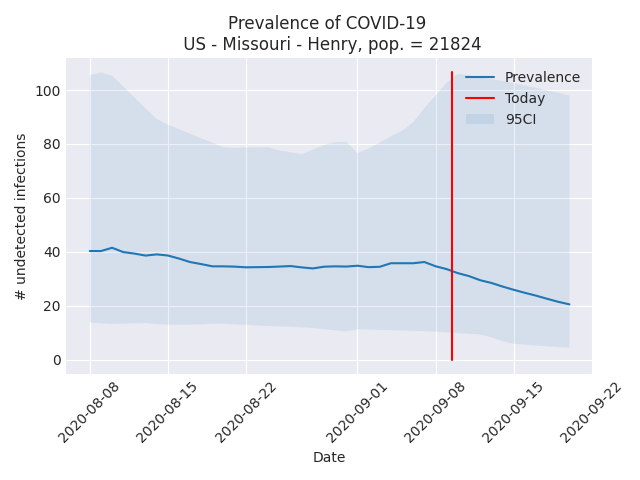 Prevalence of COVID-19
US - Missouri - Henry, pop. = 21824
Prevalence
Today
95CI
# undetected infections
100
80
60
40
20
0
2020-08-08
2020-08-15
2020-08-22
2020-09-01
2020-09-08
2020-09-15
2020-09-22
Date